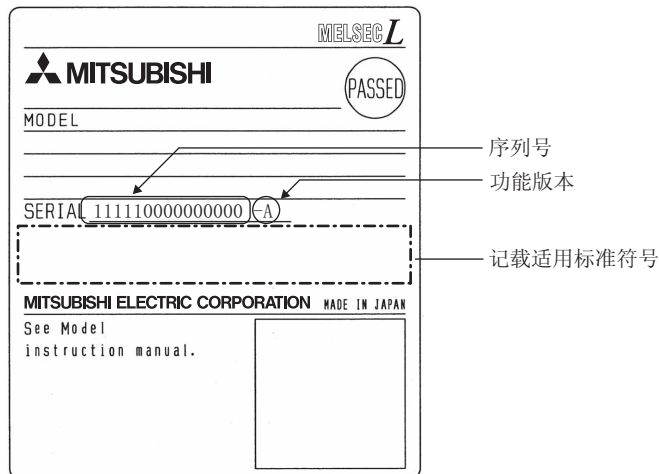 MELSEC L
MITSUBISHI
PASSED
MODEL
序列号
功能版本
SERIAL 111110000000000 -A
记载适用标准符号
MITSUBISHI ELECTRIC CORPORATION MADE IN JAPAN
See Model
instruction manual.